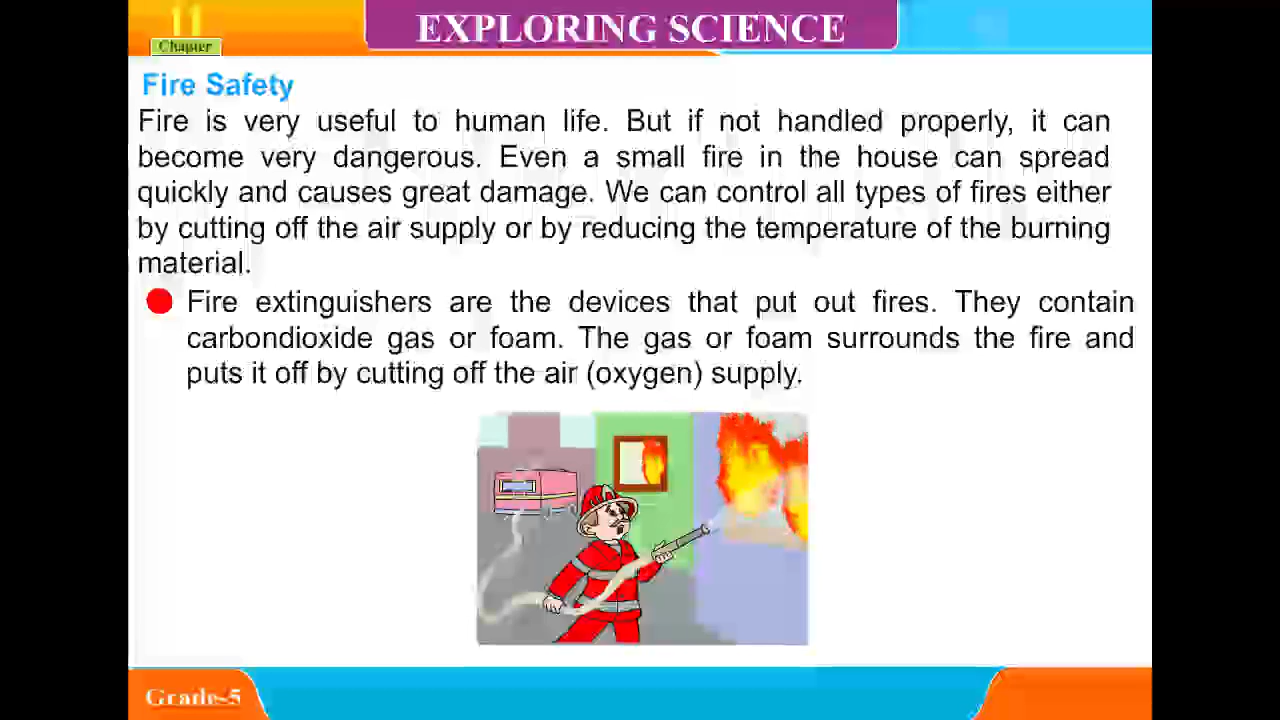 11
Chapter
EXPLORING SCIENCE
Fire Safety
Fire is very useful to human life. But if not handled properly, it can
become very dangerous. Even a small fire in the house can spread
quickly and causes great damage. We can control all types of fires either
by cutting off the air supply or by reducing the temperature of the burning
material.
Fire extinguishers are the devices that put out fires. They contain
carbondioxide gas or foam. The gas or foam surrounds the fire and
puts it off by cutting off the air (oxygen) supply.
Grade-5